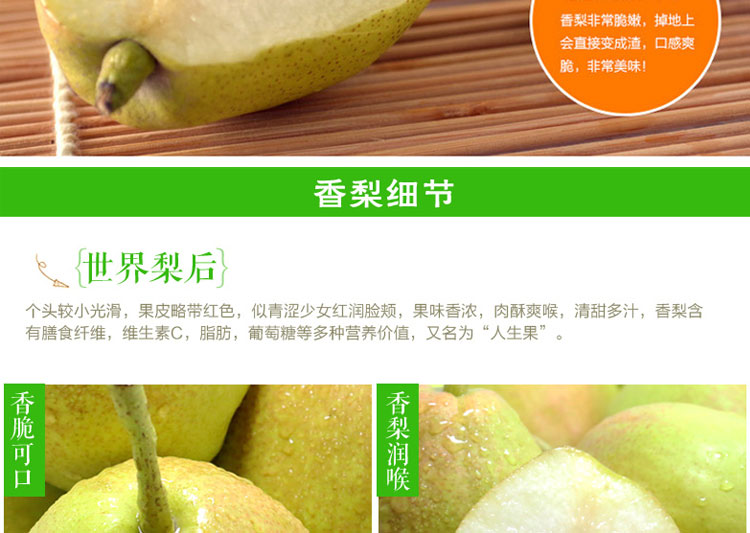 香梨非常脆嫩，掉地上
会直接变成渣，口感爽
脆，非常美味！
香梨细节
{世界梨后}
个头较小光滑，果皮略带红色，似青涩少女红润脸颊，果味香浓，肉酥爽喉，清甜多汁，香梨含
有膳食纤维，维生素C，脂肪，葡萄糖等多种营养价值，又名为“人生果”。
香脆可口
香梨润喉